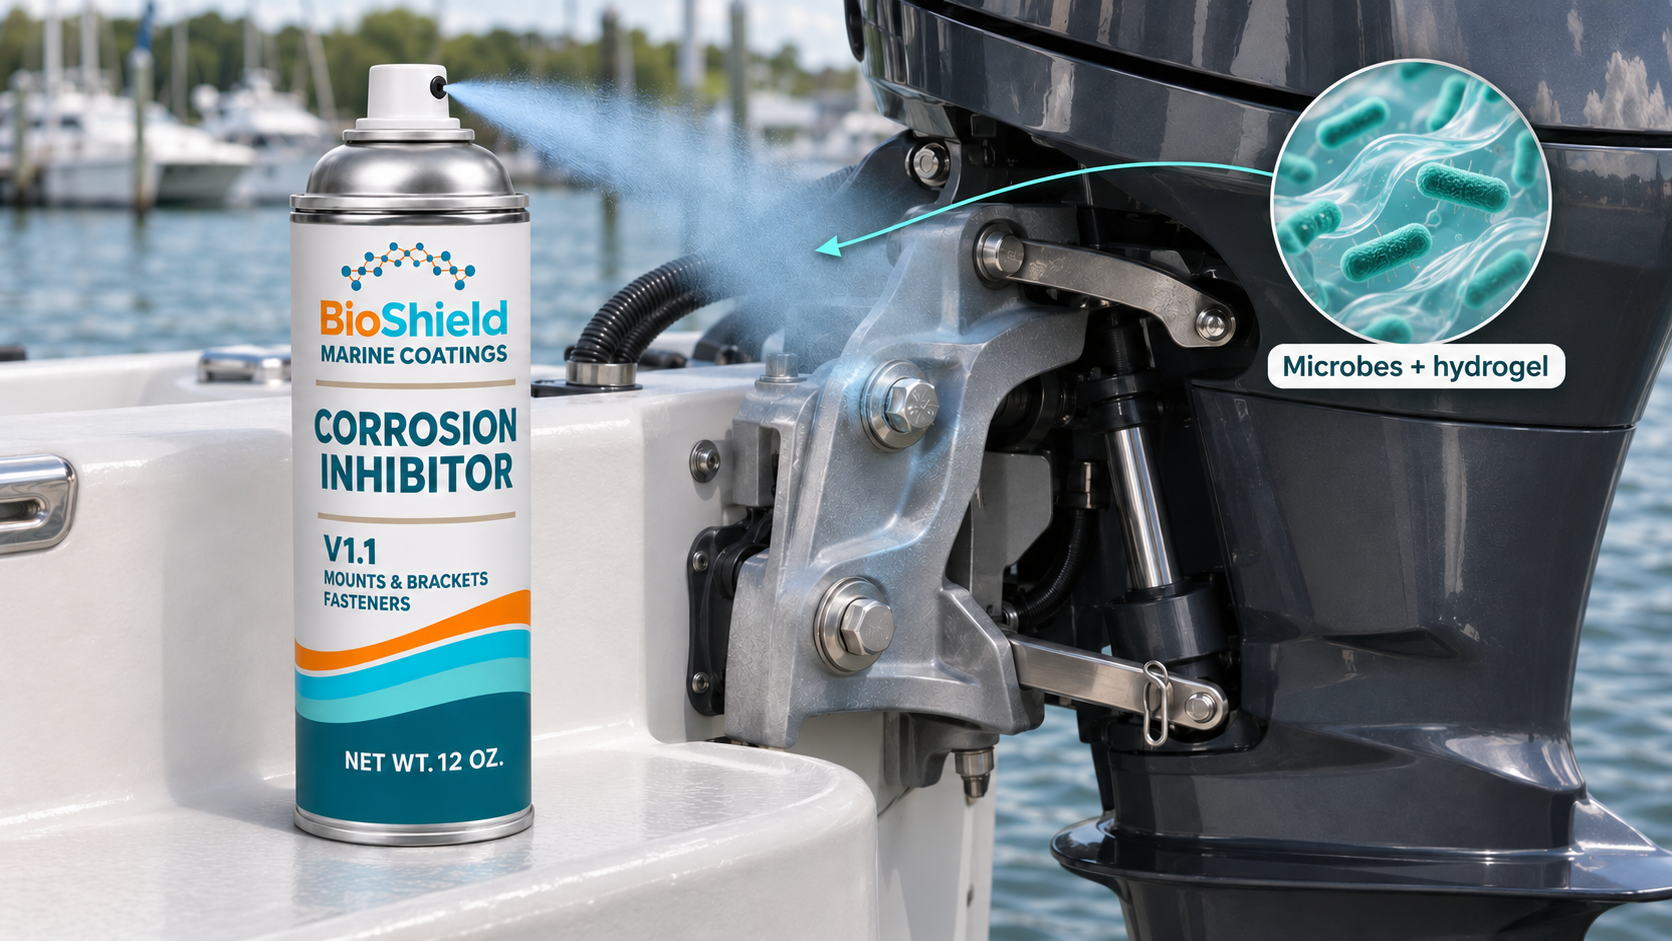 BioShield
MARINE COATINGS
CORROSION
INHIBITOR
V1.1
MOUNTS & BRACKETS
FASTENERS
NET WT. 12 OZ.
Microbes + hydrogel